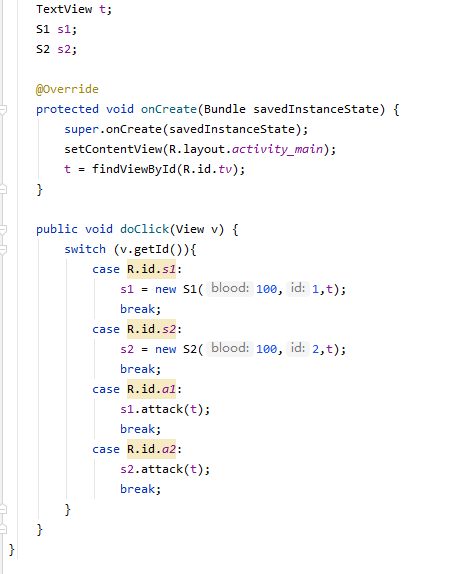 TextView t;
S1 s1;
S2 s2;
@Override
protected void onCreate(Bundle savedInstanceState) {
super.onCreate(savedInstanceState);
setContentView(R.layout.activity_main);
t = findViewById(R.id.tv);
}
public void doClick(View v) {
switch (v.getId()){
case R.id.s1:
s1 = new S1( blood: 100, id: 1,t);
break;
case R.id.s2:
s2 = new S2( blood: 100, id: 2,t);
break;
case R.id.a1:
s1.attack(t);
break;
case R.id.a2:
s2.attack(t);
break;
}
}
}